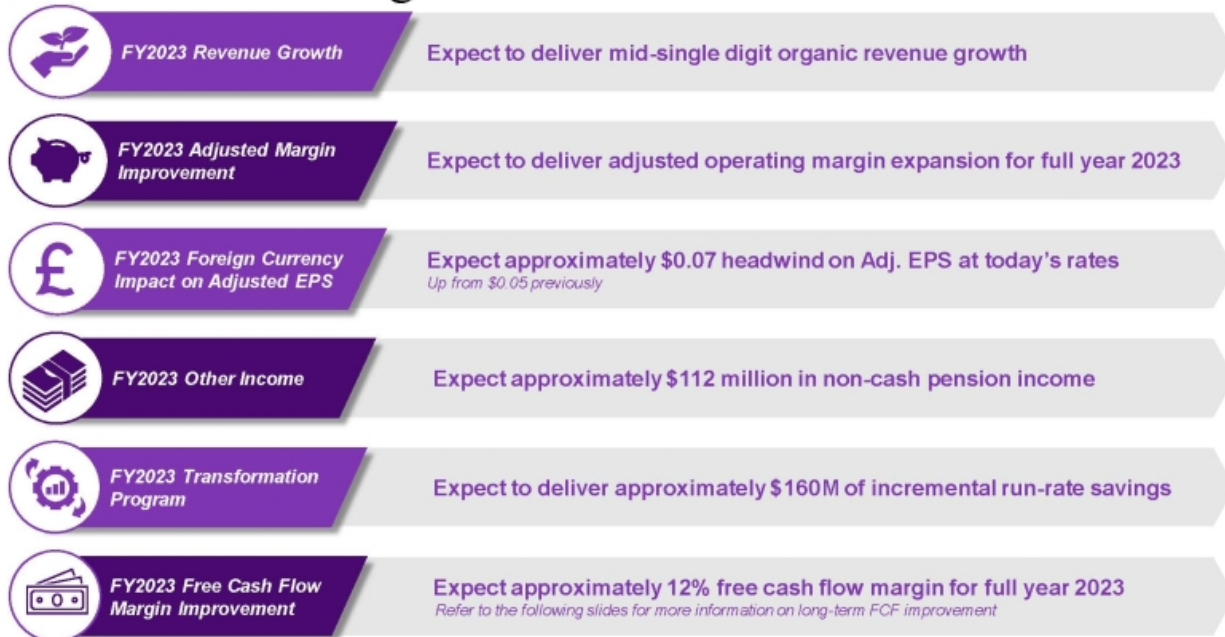 FY2023 Revenue Growth
Expect to deliver mid-single digit organic revenue growth
FY2023 Adjusted Margin
Improvement
Expect to deliver adjusted operating margin expansion for full year 2023
FY2023 Foreign Currency
Impact on Adjusted EPS
Expect approximately $0.07 headwind on Adj. EPS at today's rates
Up from $0.05 previously
FY2023 Other Income
Expect approximately $112 million in non-cash pension income
FY2023 Transformation
Program
Expect to deliver approximately $160M of incremental run-rate savings
FY2023 Free Cash Flow
Margin Improvement
Expect approximately 12% free cash flow margin for full year 2023
Refer to the following slides for more information on long-term FCF improvement